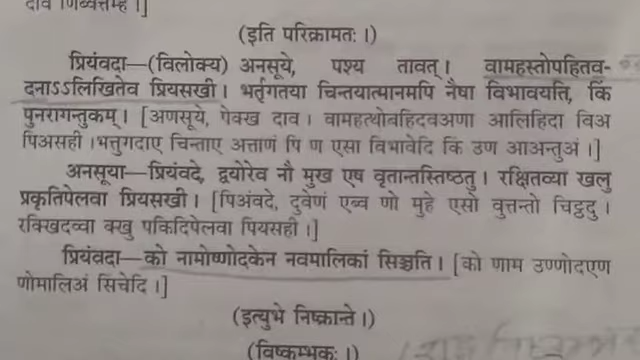 दाव णिव्वत्तेम्ह ।]
(इति परिक्रामतः ।)
प्रियंवदा—(विलोक्य) अनसूये, पश्य तावत् । वामहस्तोपहितव-
दनाऽऽलिखितेव प्रियसखी । भर्तृगतया चिन्तयात्मानमपि नैषा विभावयति, किं
पुनरागन्तुकम् । [अणसूए, पेक्ख दाव । वामहत्थोवहिदवअणा आलिहिदा विअ
पिअसही ।भत्तुगदाए चिन्ताए अत्ताणं पि ण एसा विभावेदि किं उण आअन्तुअं ।]
अनसूया—प्रियंवदे, द्वयोरेव नौ मुख एष वृतान्तस्तिष्ठतु । रक्षितव्या खलु
प्रकृतिपेलवा प्रियसखी । [पिअंवदे, दुवेणं एव्व णो मुहे एसो वुत्तन्तो चिट्ठदु ।
रक्खिदव्वा क्खु पकिदिपेलवा पियसही ।]
प्रियंवदा—को नामोष्णोदकेन नवमालिकां सिञ्चति । [को णाम उण्णोदएण
णोमालिअं सिंचेदि ।]
(इत्युभे निष्क्रान्ते ।)
(विष्कम्भकः ।)